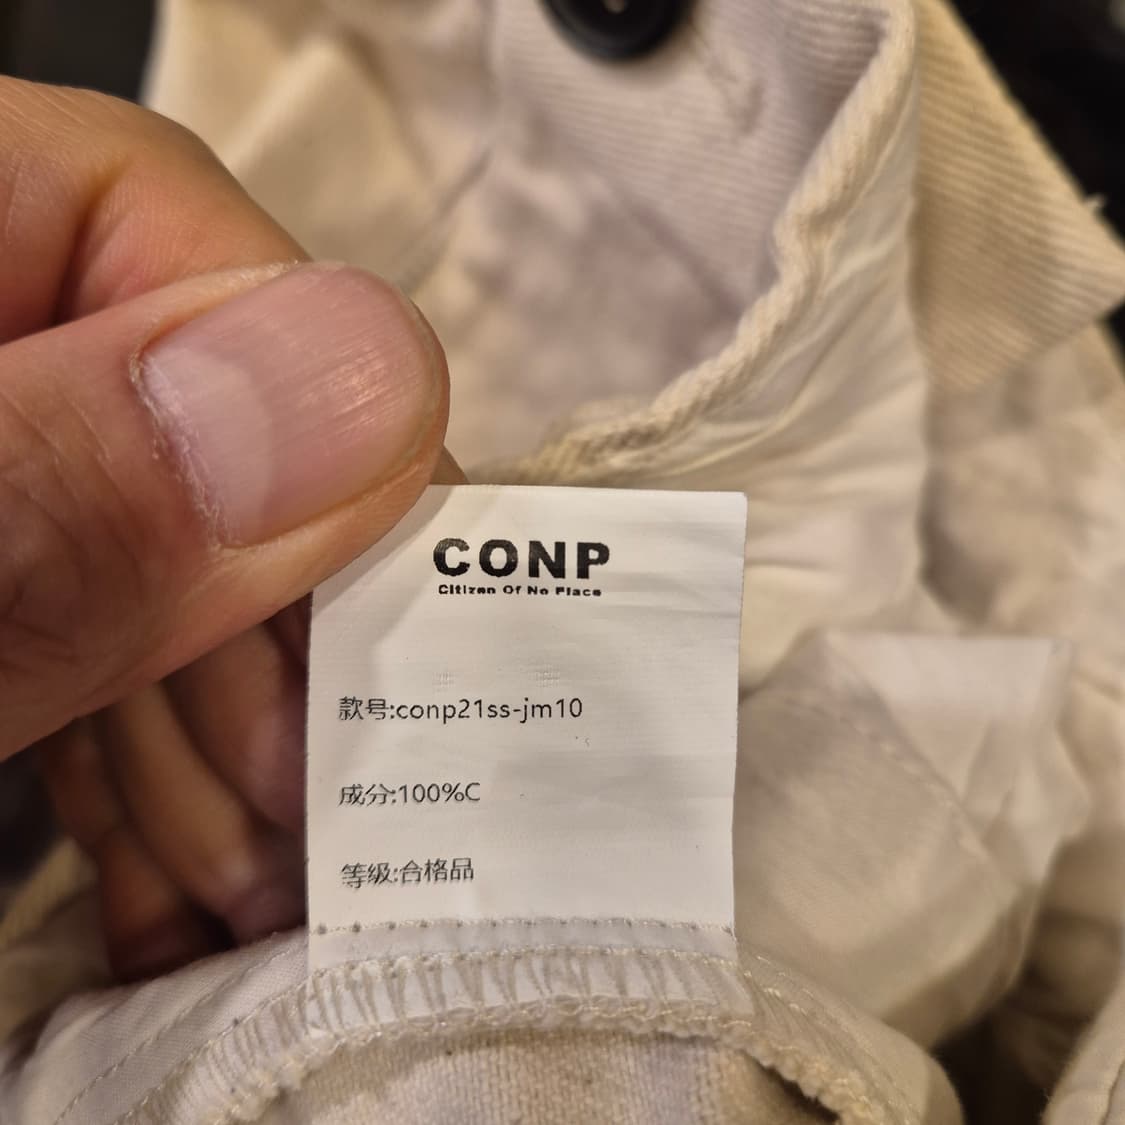 CONP
Citizen Of No Place
款号:conp21ss-jm10
成分:100%C
等级:合格品